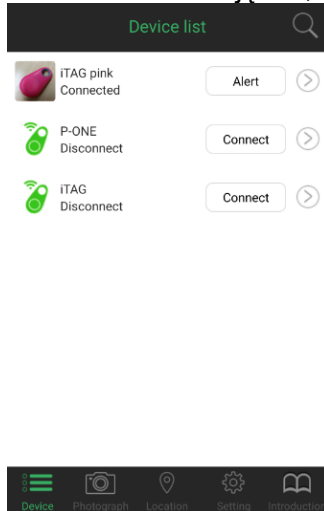 Device list
iTAG pink
Connected
Alert
P-ONE
Disconnect
Connect
iTAG
Disconnect
Connect
Device
Photograph
Location
Setting
Introduction